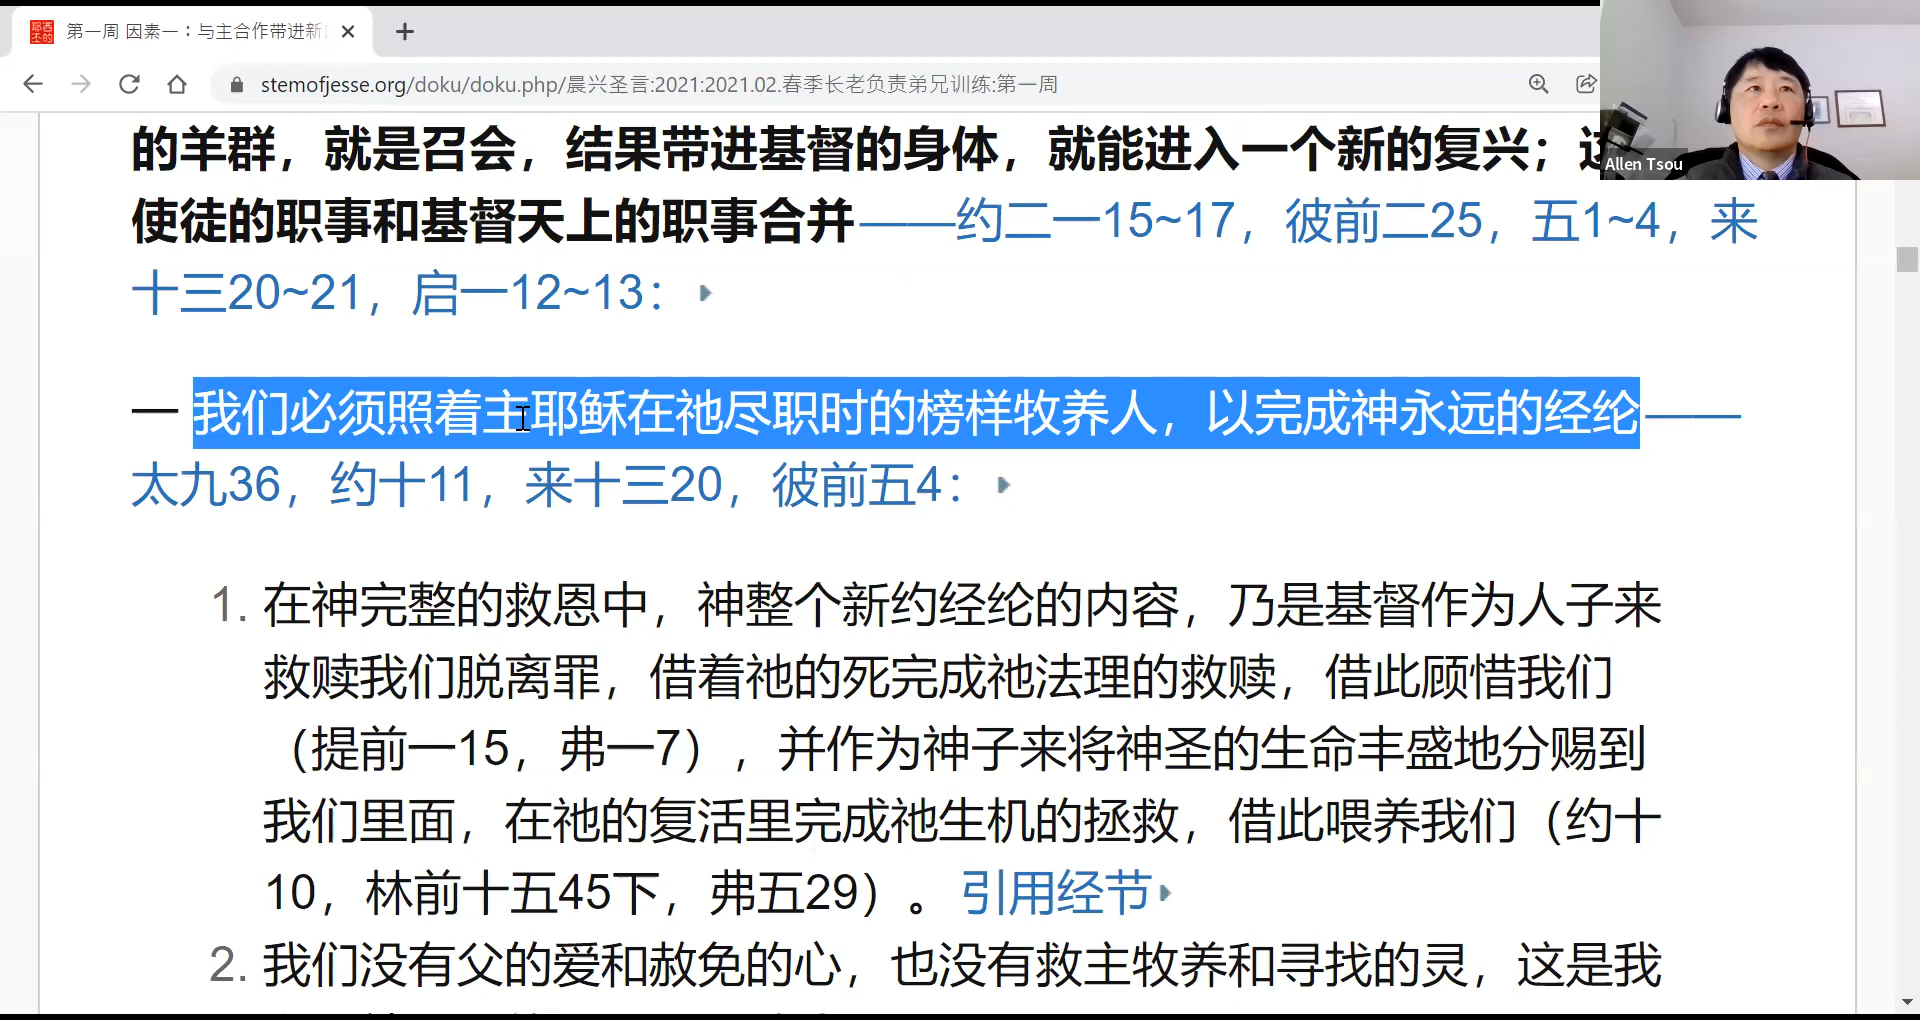 第一周 因素一：与主合作带进新
stemofjesse.org/doku/doku.php/晨兴圣言:2021:2021.02.春季长老负责弟兄训练:第一周
Allen Tsou
的羊群，就是召会，结果带进基督的身体，就能进入一个新的复兴；这
使徒的职事和基督天上的职事合并——约二一15~17，彼前二25，五1~4，来
十三20~21，启一12~13：
一 我们必须照着主耶稣在祂尽职时的榜样牧养人，以完成神永远的经纶——
太九36，约十11，来十三20，彼前五4：
1. 在神完整的救恩中，神整个新约经纶的内容，乃是基督作为人子来
救赎我们脱离罪，借着祂的死完成祂法理的救赎，借此顾惜我们
（提前一15，弗一7），并作为神子来将神圣的生命丰盛地分赐到
我们里面，在祂的复活里完成祂生机的拯救，借此喂养我们（约十
10，林前十五45下，弗五29）。引用经节
2. 我们没有父的爱和赦免的心，也没有救主牧养和寻找的灵，这是我